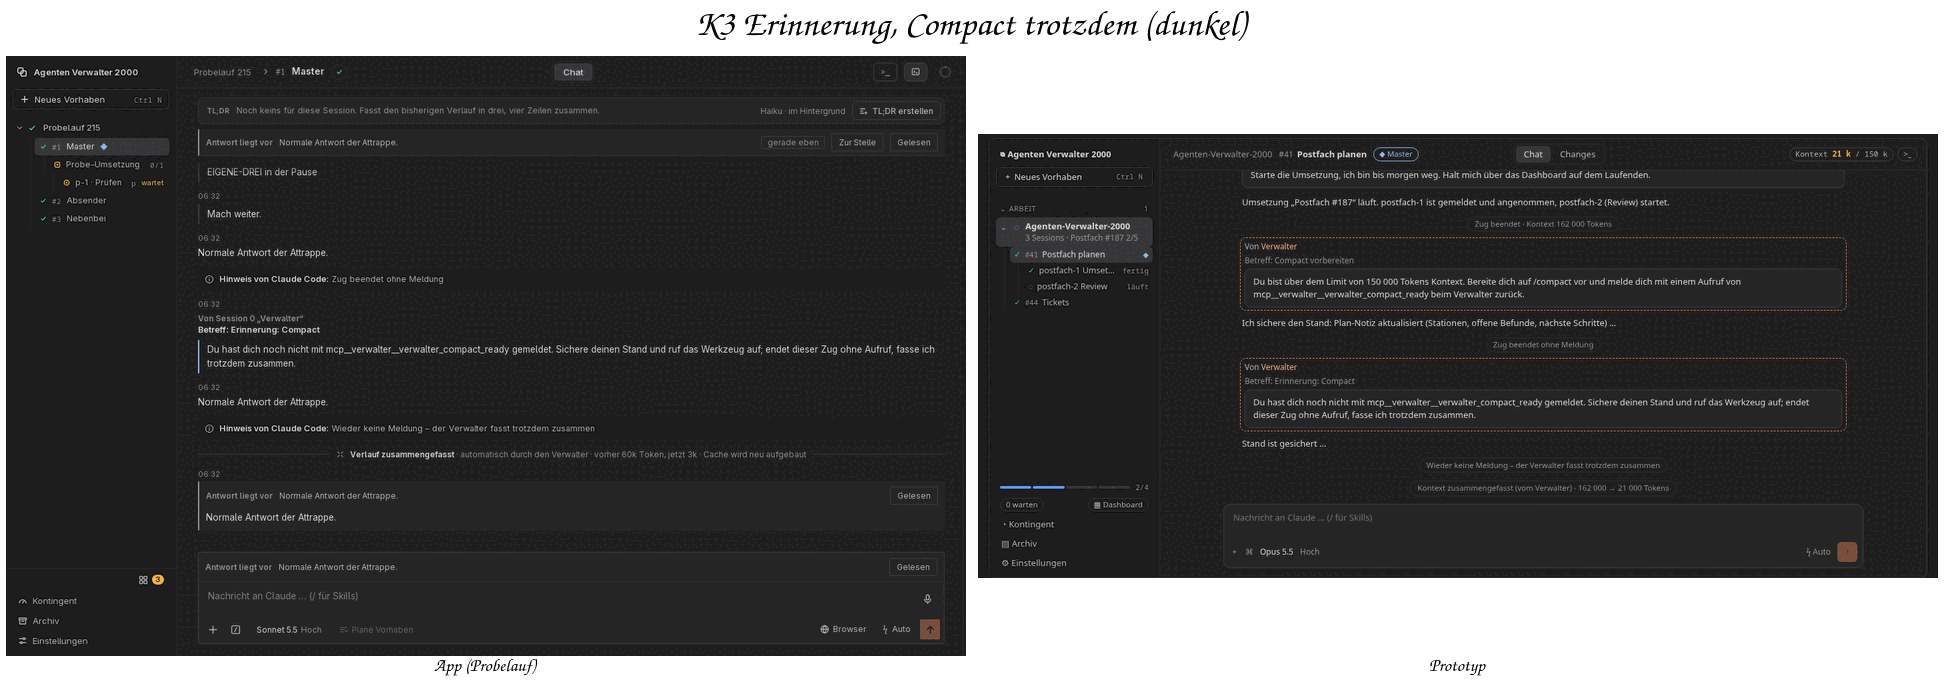 K3 Erinnerung, Compact trotzdem (dunkel)
Agenten Verwalter 2000
Neues Vorhaben Ctrl N
Probelauf 215
#1 Master
Probe-Umsetzung 0/1
p-1 · Prüfen p wartet
#2 Absender
#3 Nebenbei
3
Kontingent
Archiv
Einstellungen
Probelauf 215 > #1 Master
Chat
>_
TL;DR Noch keins für diese Session. Fasst den bisherigen Verlauf in drei, vier Zeilen zusammen. Haiku · im Hintergrund TL;DR erstellen
Antwort liegt vor Normale Antwort der Attrappe. gerade eben Zur Stelle Gelesen
EIGENE-DREI in der Pause
06:32
Mach weiter.
06:32
Normale Antwort der Attrappe.
Hinweis von Claude Code: Zug beendet ohne Meldung
06:32
Von Session 0 „Verwalter“
Betreff: Erinnerung: Compact
Du hast dich noch nicht mit mcp__verwalter__verwalter_compact_ready gemeldet. Sichere deinen Stand und ruf das Werkzeug auf; endet dieser Zug ohne Aufruf, fasse ich
trotzdem zusammen.
06:32
Normale Antwort der Attrappe.
Hinweis von Claude Code: Wieder keine Meldung – der Verwalter fasst trotzdem zusammen
Verlauf zusammengefasst · automatisch durch den Verwalter · vorher 60k Token, jetzt 3k · Cache wird neu aufgebaut
06:32
Antwort liegt vor Normale Antwort der Attrappe. Gelesen
Normale Antwort der Attrappe.
Antwort liegt vor Normale Antwort der Attrappe. Gelesen
Nachricht an Claude … (/ für Skills)
Sonnet 5.5 Hoch Plane Vorhaben Browser Auto
App (Probelauf)
Agenten Verwalter 2000
+ Neues Vorhaben Ctrl N
ARBEIT 1
Agenten-Verwalter-2000
3 Sessions · Postfach #187 2/5
#41 Postfach planen
postfach-1 Umset… fertig
postfach-2 Review läuft
#44 Tickets
2/4
0 warten Dashboard
Kontingent
Archiv
Einstellungen
Agenten-Verwalter-2000 #41 Postfach planen Master
Chat Changes
Kontext 21 k / 150 k >_
Starte die Umsetzung, ich bin bis morgen weg. Halt mich über das Dashboard auf dem Laufenden.
Umsetzung „Postfach #187“ läuft. postfach-1 ist gemeldet und angenommen, postfach-2 (Review) startet.
Zug beendet · Kontext 162 000 Tokens
Von Verwalter
Betreff: Compact vorbereiten
Du bist über dem Limit von 150 000 Tokens Kontext. Bereite dich auf /compact vor und melde dich mit einem Aufruf von
mcp__verwalter__verwalter_compact_ready beim Verwalter zurück.
Ich sichere den Stand: Plan-Notiz aktualisiert (Stationen, offene Befunde, nächste Schritte) …
Zug beendet ohne Meldung
Von Verwalter
Betreff: Erinnerung: Compact
Du hast dich noch nicht mit mcp__verwalter__verwalter_compact_ready gemeldet. Sichere deinen Stand und ruf das Werkzeug auf; endet
dieser Zug ohne Aufruf, fasse ich trotzdem zusammen.
Stand ist gesichert …
Wieder keine Meldung – der Verwalter fasst trotzdem zusammen
Kontext zusammengefasst (vom Verwalter) · 162 000 → 21 000 Tokens
Nachricht an Claude … (/ für Skills)
+ ⌘ Opus 5.5 Hoch Auto
Prototyp